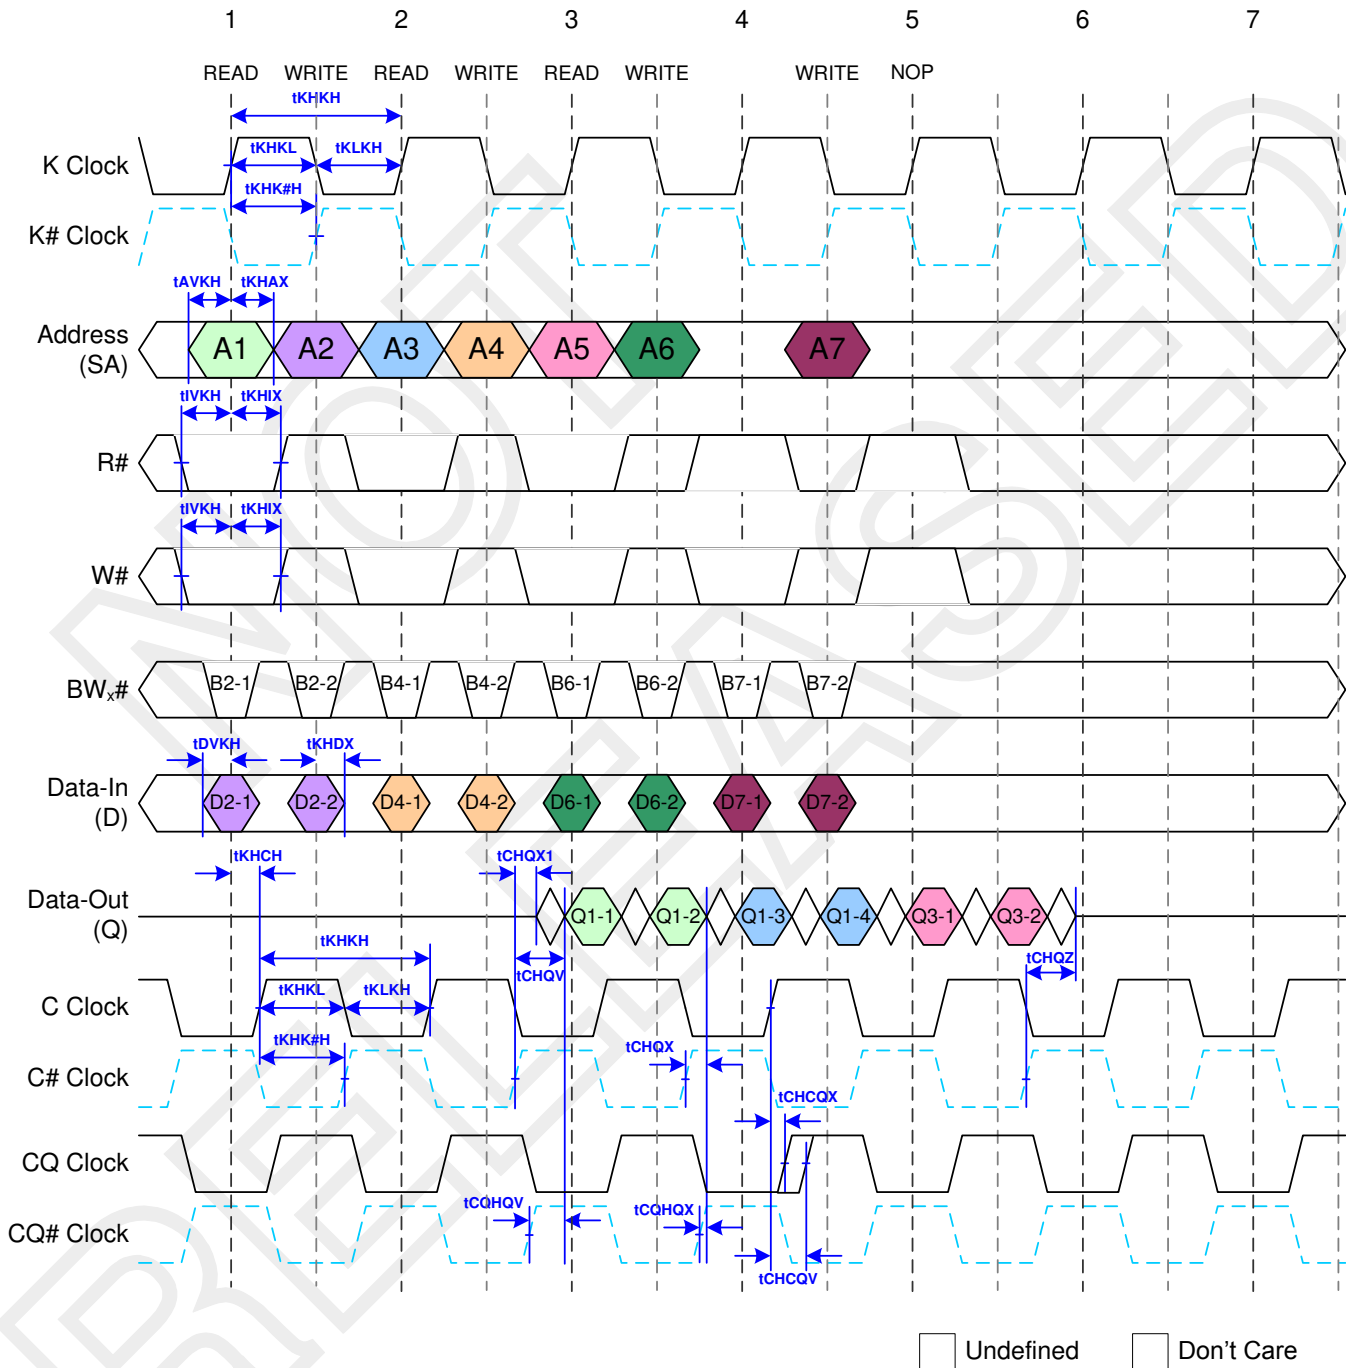 1 2 3 4 5 6 7
READ WRITE READ WRITE READ WRITE WRITE NOP
tKHKH
K Clock
tKHKL tKLKH
tKHK#H
K# Clock
tAVKH tKHAX
Address
(SA)
A1 A2 A3 A4 A5 A6 A7
tIVKH tKHIX
R#
tIVKH tKHIX
W#
BWx#
B2-1 B2-2 B4-1 B4-2 B6-1 B6-2 B7-1 B7-2
tDVKH tKHDX
Data-In
(D)
D2-1 D2-2 D4-1 D4-2 D6-1 D6-2 D7-1 D7-2
tKHCH tCHQX1
Data-Out
(Q)
Q1-1 Q1-2 Q1-3 Q1-4 Q3-1 Q3-2
tKHKH tCHQV tCHQZ
C Clock
tKHKL tKLKH
tKHK#H tCHQX
C# Clock
tCHCQX
CQ Clock
tCQHQV tCQHQX
CQ# Clock
tCHCQV
Undefined Don't Care
NOT
RELEASED